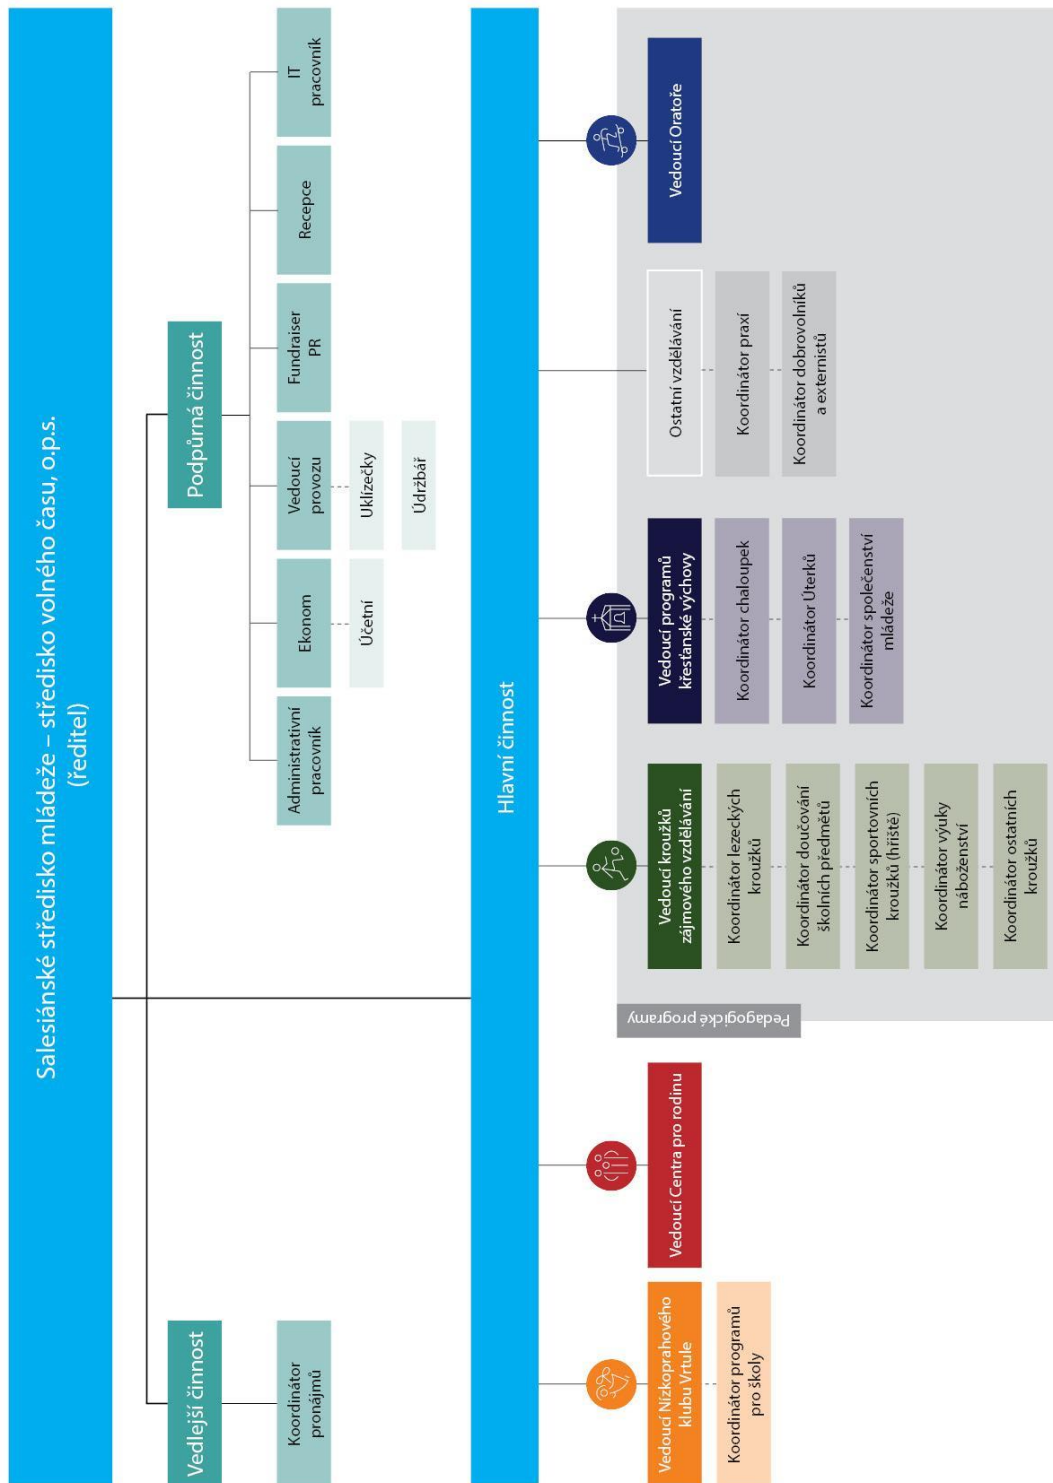 Salesiánské středisko mládeže – středisko volného času, o.p.s.
(ředitel)
Vedlejší činnost
Koordinátor
pronájmů
Podpůrná činnost
Administrativní
pracovník
Ekonom
Účetní
Vedoucí
provozu
Uklízečky
Údržbář
Fundraiser
PR
Recepce
IT
pracovník
Hlavní činnost
Vedoucí Nízkoprahového
klubu Vrtule
Koordinátor programů
pro školy
Vedoucí Centra pro rodinu
Pedagogické programy
Vedoucí kroužků
zájmového vzdělávání
Koordinátor lezeckých
kroužků
Koordinátor doučování
školních předmětů
Koordinátor sportovních
kroužků (hřiště)
Koordinátor výuky
náboženství
Koordinátor ostatních
kroužků
Vedoucí programů
křesťanské výchovy
Koordinátor chaloupek
Koordinátor Úterků
Koordinátor společenství
mládeže
Ostatní vzdělávání
Koordinátor praxí
Koordinátor dobrovolníků
a externistů
Vedoucí Oratoře